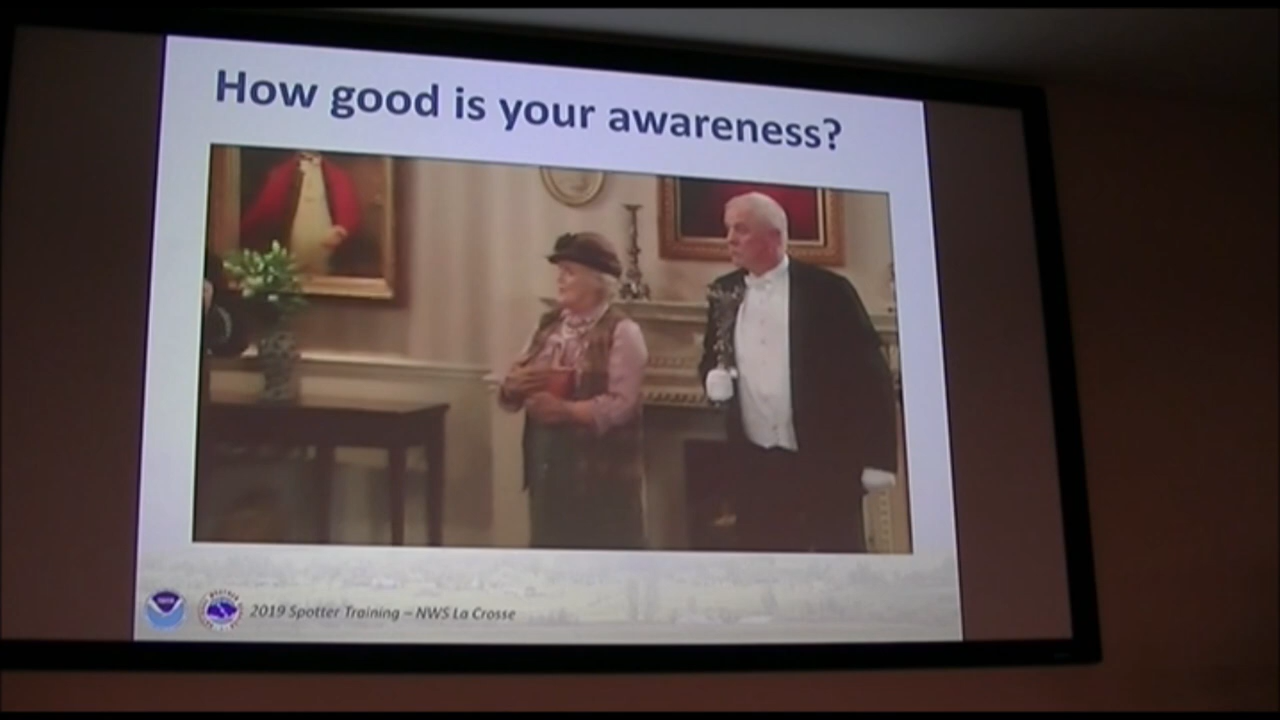 How good is your awareness?
2019 Spotter Training – NWS La Crosse